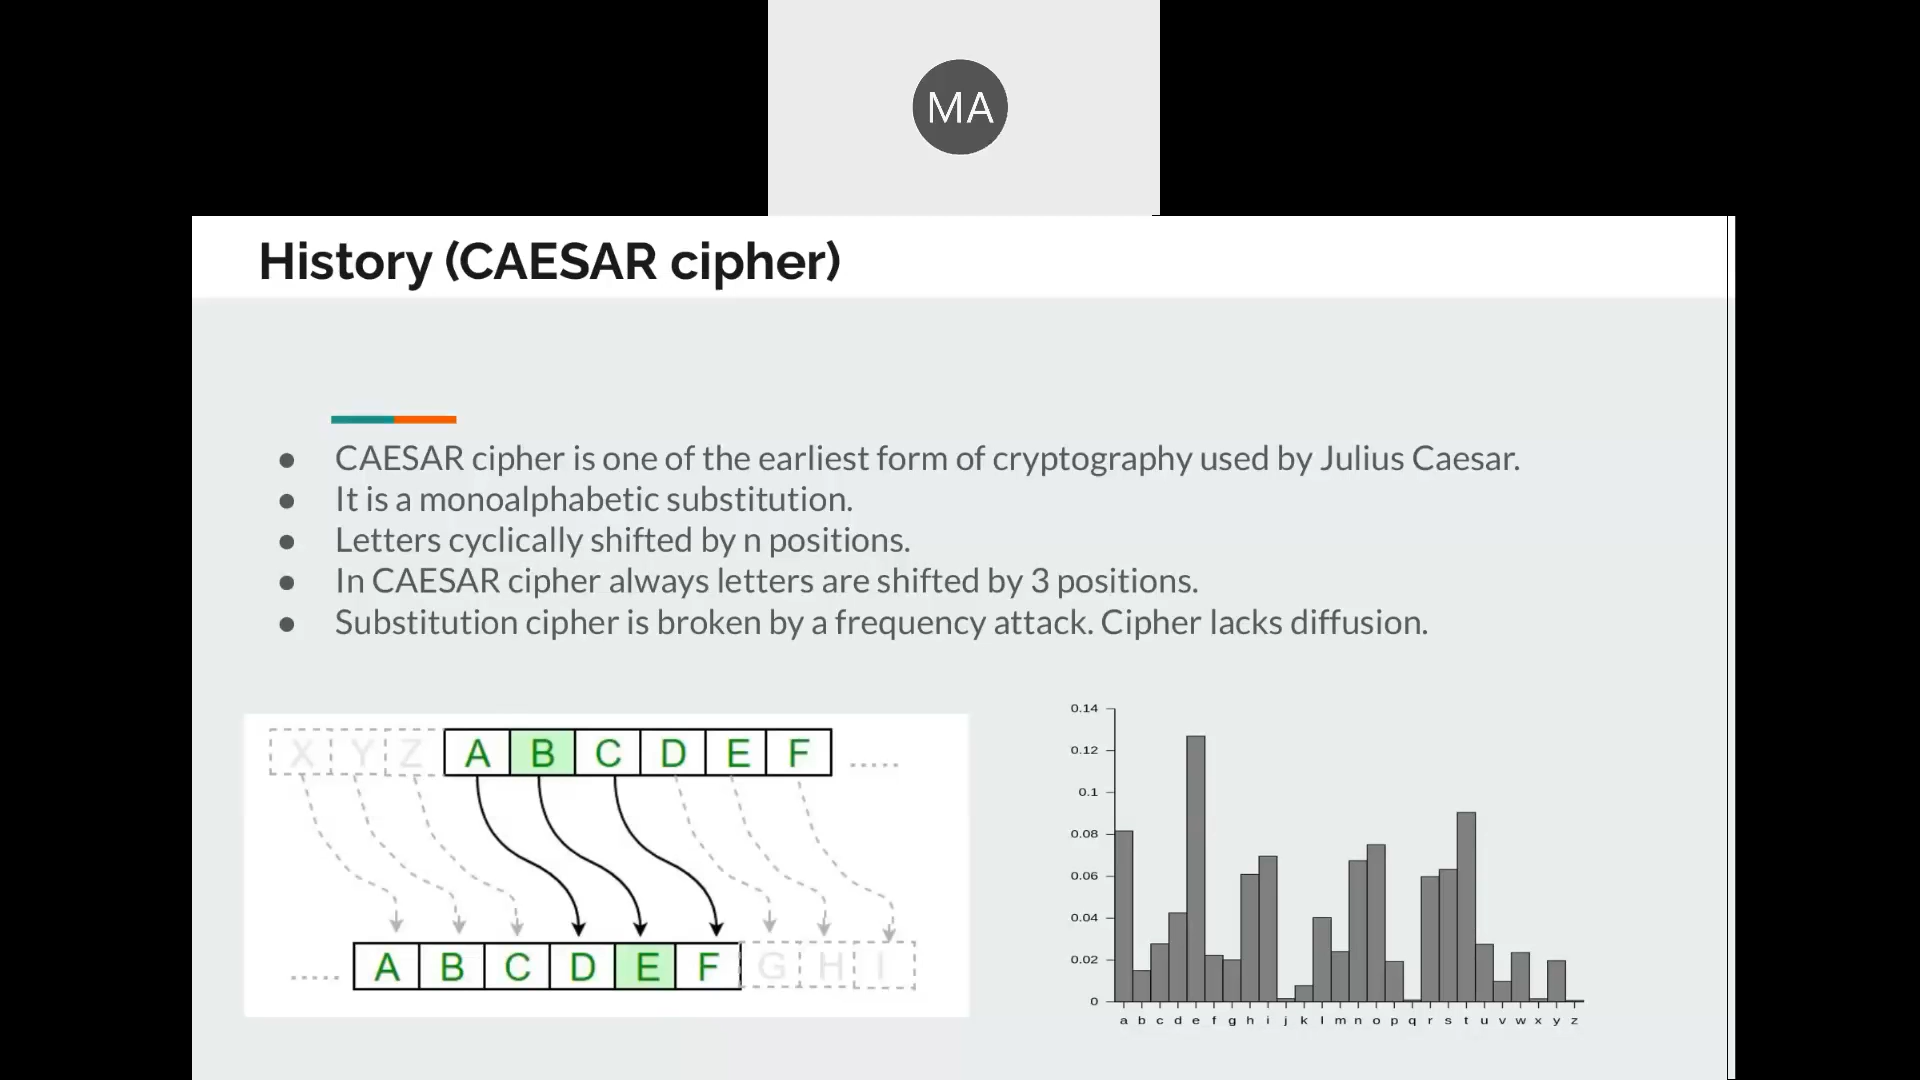 MA
History (CAESAR cipher)
● CAESAR cipher is one of the earliest form of cryptography used by Julius Caesar.
● It is a monoalphabetic substitution.
● Letters cyclically shifted by n positions.
● In CAESAR cipher always letters are shifted by 3 positions.
● Substitution cipher is broken by a frequency attack. Cipher lacks diffusion.
X Y Z A B C D E F .....
..... A B C D E F G H I
0.14
0.12
0.1
0.08
0.06
0.04
0.02
0
a b c d e f g h i j k l m n o p q r s t u v w x y z